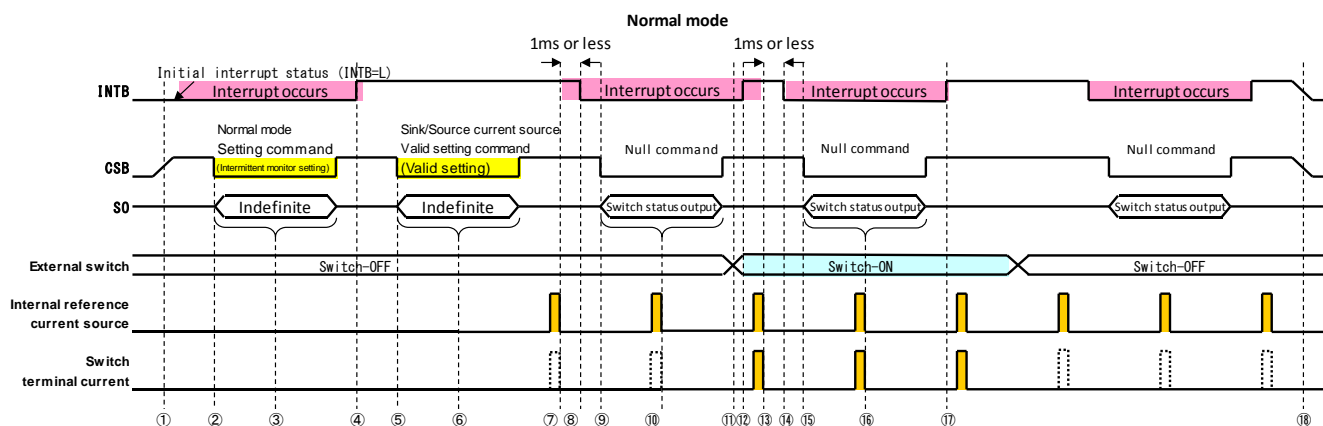 Normal mode
1ms or less
1ms or less
Initial interrupt status (INTB=L)
INTB
Interrupt occurs
Interrupt occurs
Interrupt occurs
Interrupt occurs
Normal mode
Setting command
(Intermittent monitor setting)
Sink/Source current source
Valid setting command
(Valid setting)
Null command
Null command
Null command
CSB
SO
Indefinite
Indefinite
Switch status output
Switch status output
Switch status output
External switch
Switch-OFF
Switch-ON
Switch-OFF
Internal reference
current source
Switch
terminal current
① ② ③ ④ ⑤ ⑥ ⑦ ⑧ ⑨ ⑩ ⑪ ⑫ ⑬ ⑭ ⑮ ⑯ ⑰ ⑱